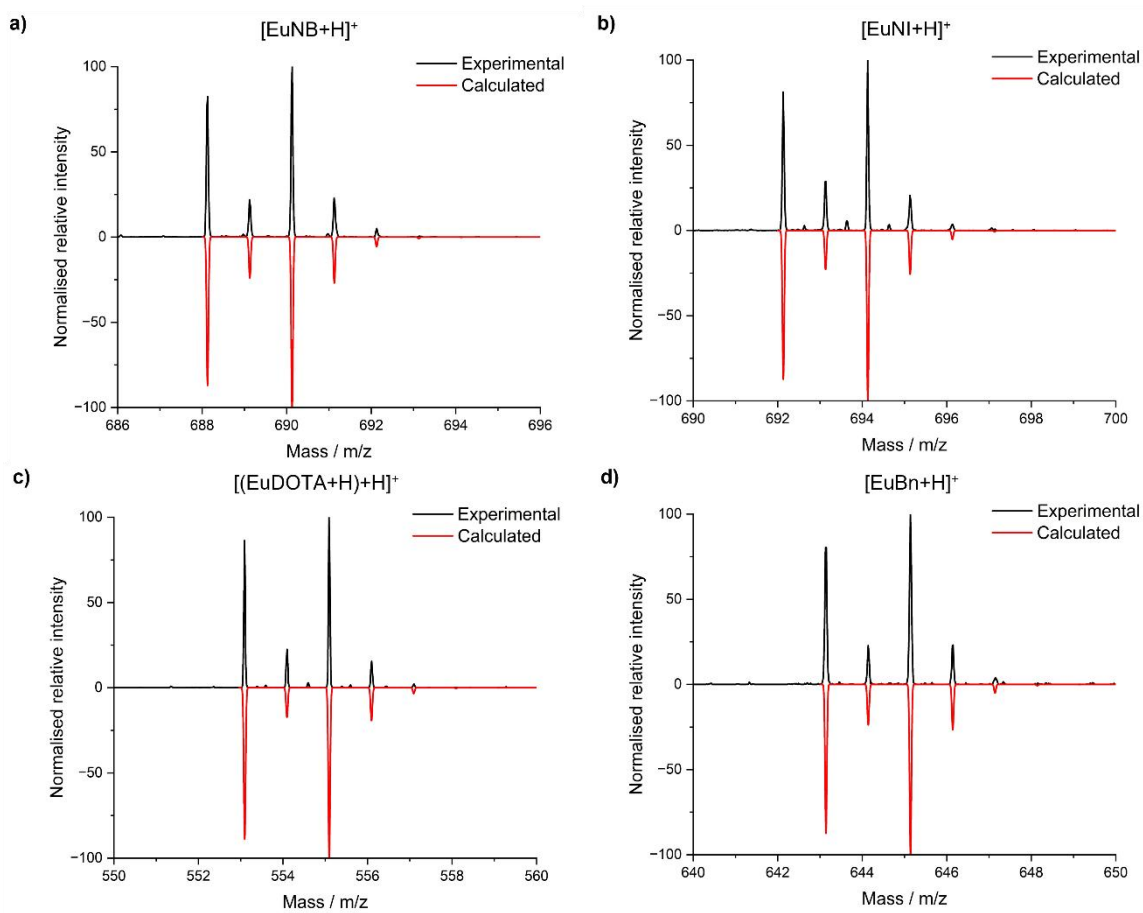 a)
[EuNB+H]⁺
Experimental
Calculated
Normalised relative intensity
100
50
0
−50
−100
686 688 690 692 694 696
Mass / m/z
b)
[EuNI+H]⁺
Experimental
Calculated
Normalised relative intensity
100
50
0
−50
−100
690 692 694 696 698 700
Mass / m/z
c)
[(EuDOTA+H)+H]⁺
Experimental
Calculated
Normalised relative intensity
100
50
0
−50
−100
550 552 554 556 558 560
Mass / m/z
d)
[EuBn+H]⁺
Experimental
Calculated
Normalised relative intensity
100
50
0
−50
−100
640 642 644 646 648 650
Mass / m/z